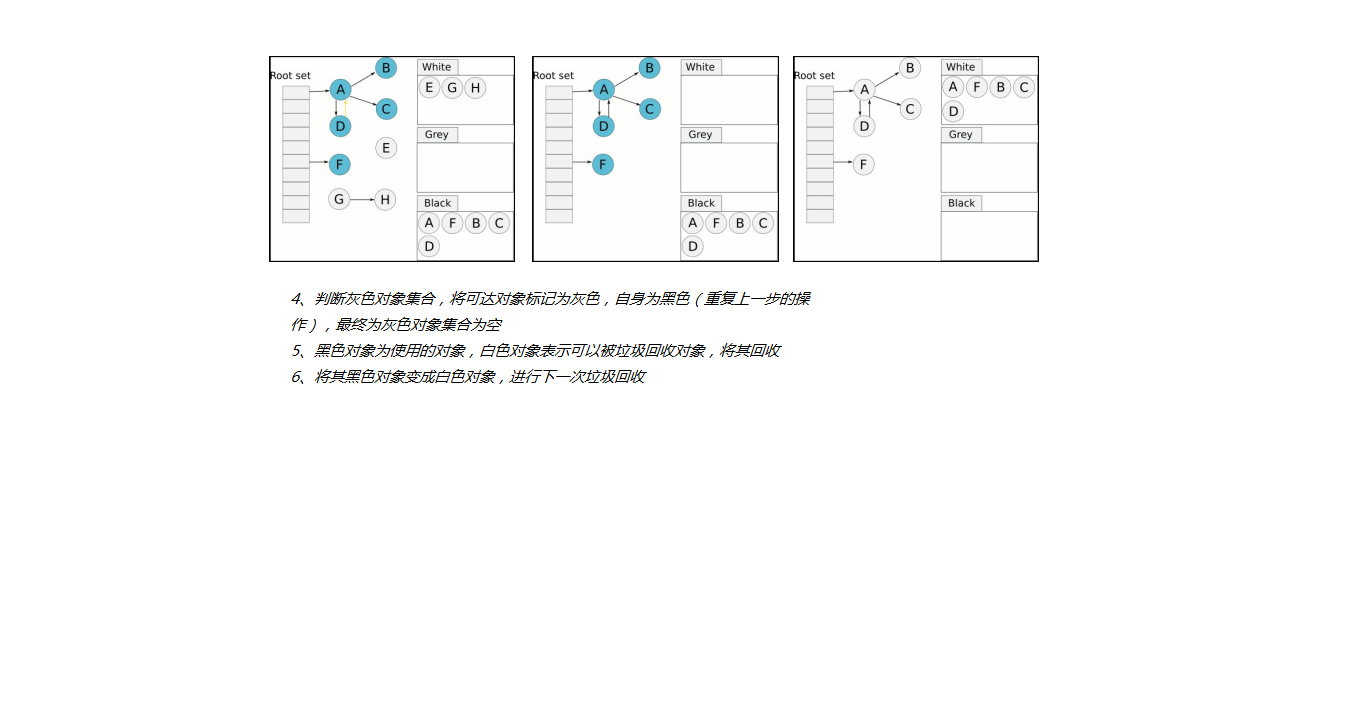 Root set
A
B
C
D
E
F
G
H
White
E G H
Grey
Black
A F B C
D
Root set
A
B
C
D
F
White
Grey
Black
A F B C
D
Root set
A
B
C
D
F
White
A F B C
D
Grey
Black
4、判断灰色对象集合，将可达对象标记为灰色，自身为黑色（重复上一步的操
作），最终为灰色对象集合为空
5、黑色对象为使用的对象，白色对象表示可以被垃圾回收对象，将其回收
6、将其黑色对象变成白色对象，进行下一次垃圾回收